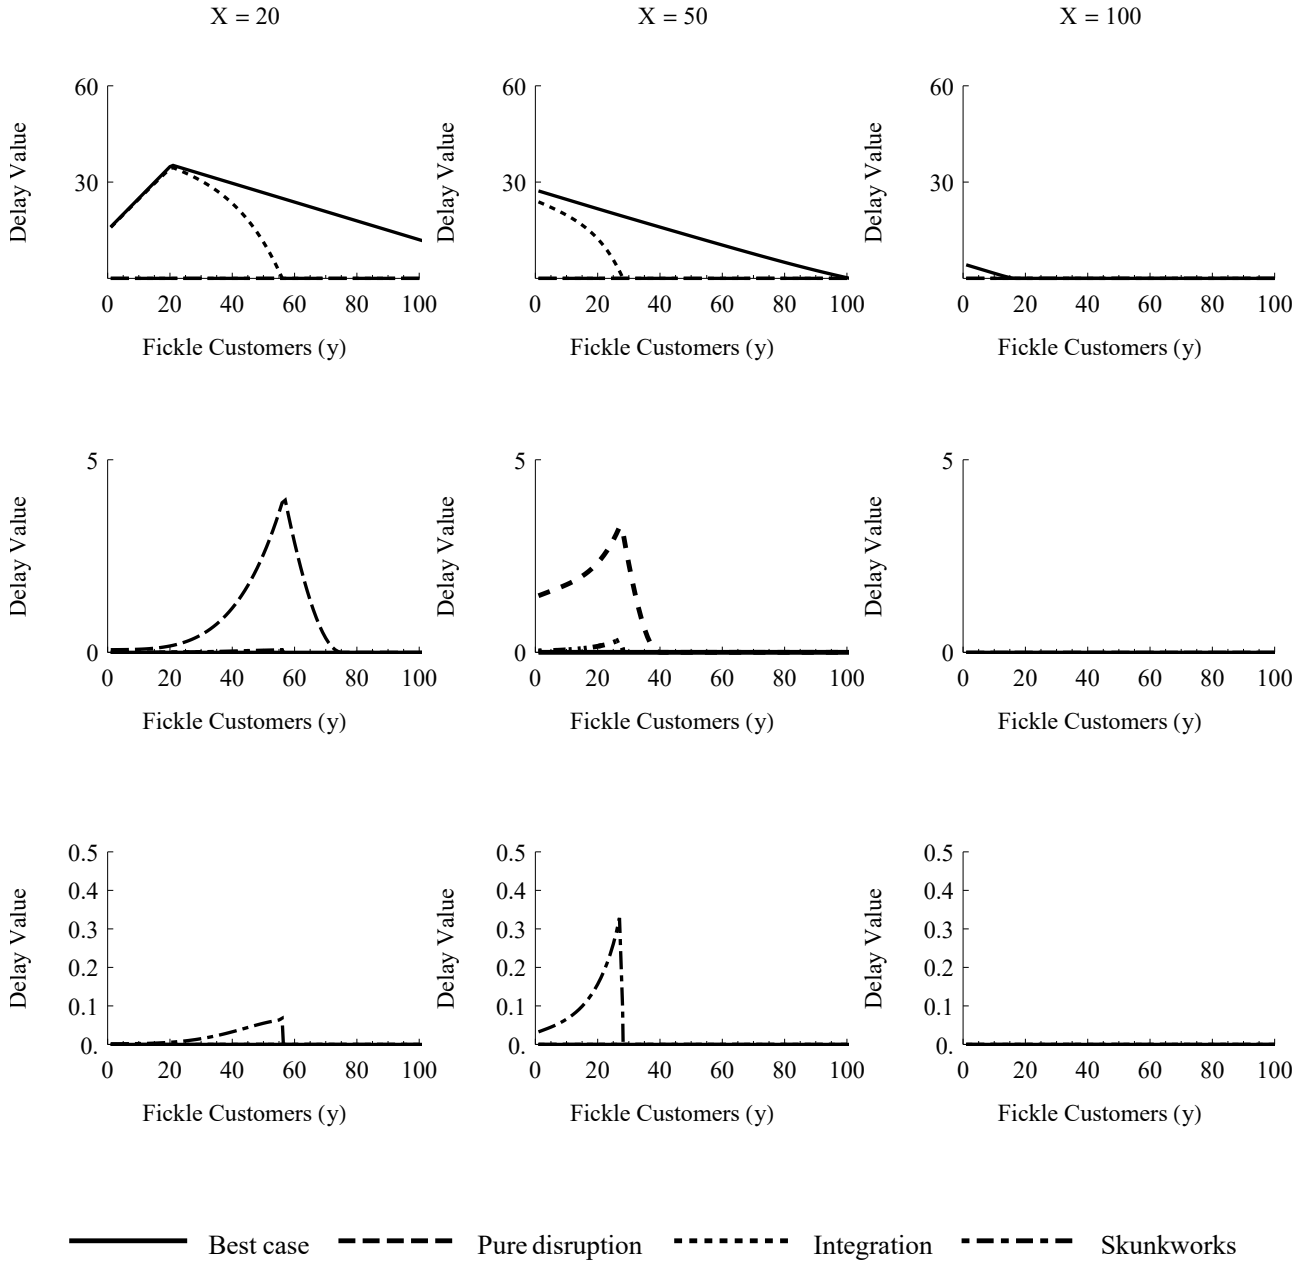 X = 20
X = 50
X = 100
60
30
Delay Value
0 20 40 60 80 100
Fickle Customers (y)
60
30
Delay Value
0 20 40 60 80 100
Fickle Customers (y)
60
30
Delay Value
0 20 40 60 80 100
Fickle Customers (y)
5
0
Delay Value
0 20 40 60 80 100
Fickle Customers (y)
5
0
Delay Value
0 20 40 60 80 100
Fickle Customers (y)
5
0
Delay Value
0 20 40 60 80 100
Fickle Customers (y)
0.5
0.4
0.3
0.2
0.1
0.
Delay Value
0 20 40 60 80 100
Fickle Customers (y)
0.5
0.4
0.3
0.2
0.1
0.
Delay Value
0 20 40 60 80 100
Fickle Customers (y)
0.5
0.4
0.3
0.2
0.1
0.
Delay Value
0 20 40 60 80 100
Fickle Customers (y)
Best case Pure disruption Integration Skunkworks